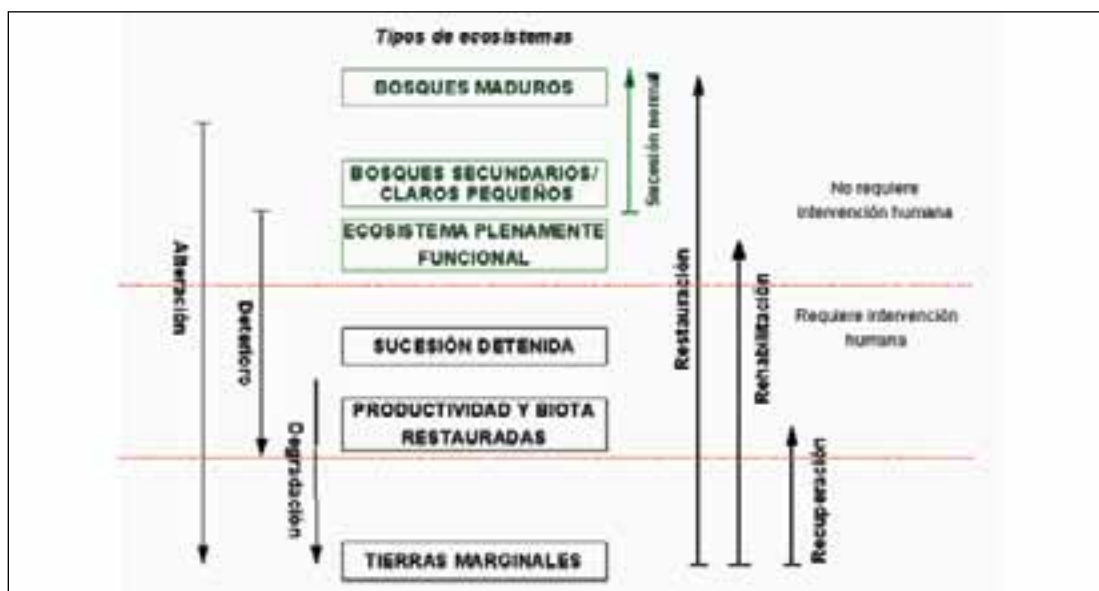 Tipos de ecosistemas
BOSQUES MADUROS
BOSQUES SECUNDARIOS/
CLAROS PEQUEÑOS
ECOSISTEMA PLENAMENTE
FUNCIONAL
SUCESIÓN DETENIDA
PRODUCTIVIDAD Y BIOTA
RESTAURADAS
TIERRAS MARGINALES
Alteración
Deterioro
Degradación
Sucesión normal
Restauración
Rehabilitación
Recuperación
No requiere
intervención humana
Requiere intervención
humana